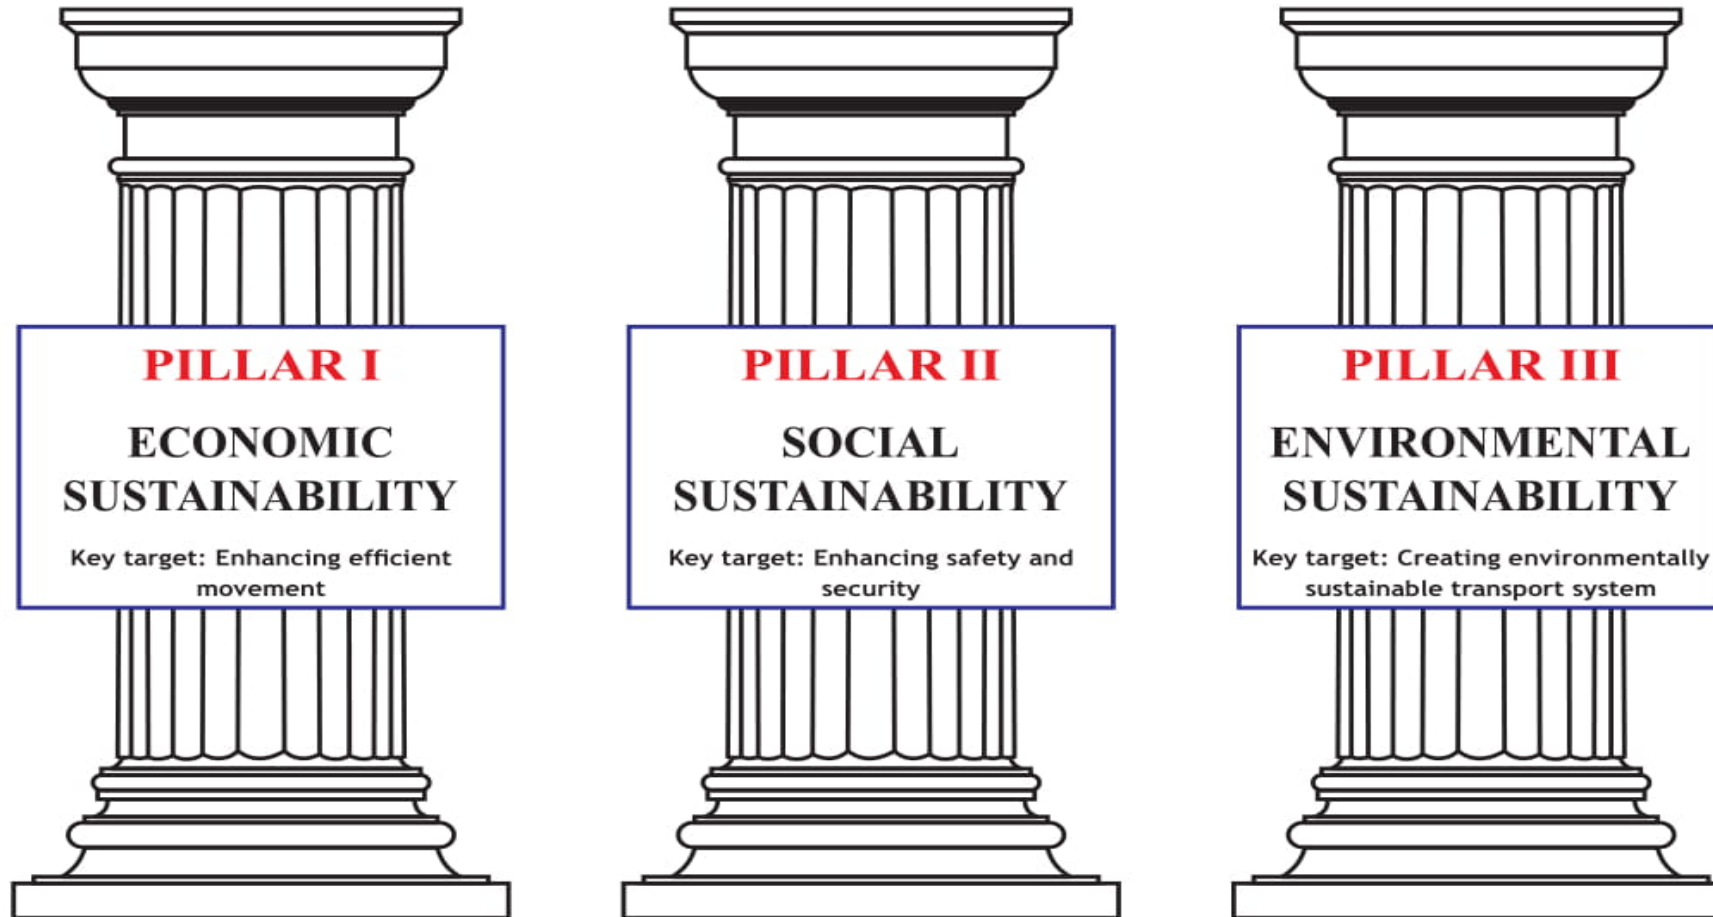 PILLAR I
ECONOMIC
SUSTAINABILITY
Key target: Enhancing efficient
movement
PILLAR II
SOCIAL
SUSTAINABILITY
Key target: Enhancing safety and
security
PILLAR III
ENVIRONMENTAL
SUSTAINABILITY
Key target: Creating environmentally
sustainable transport system